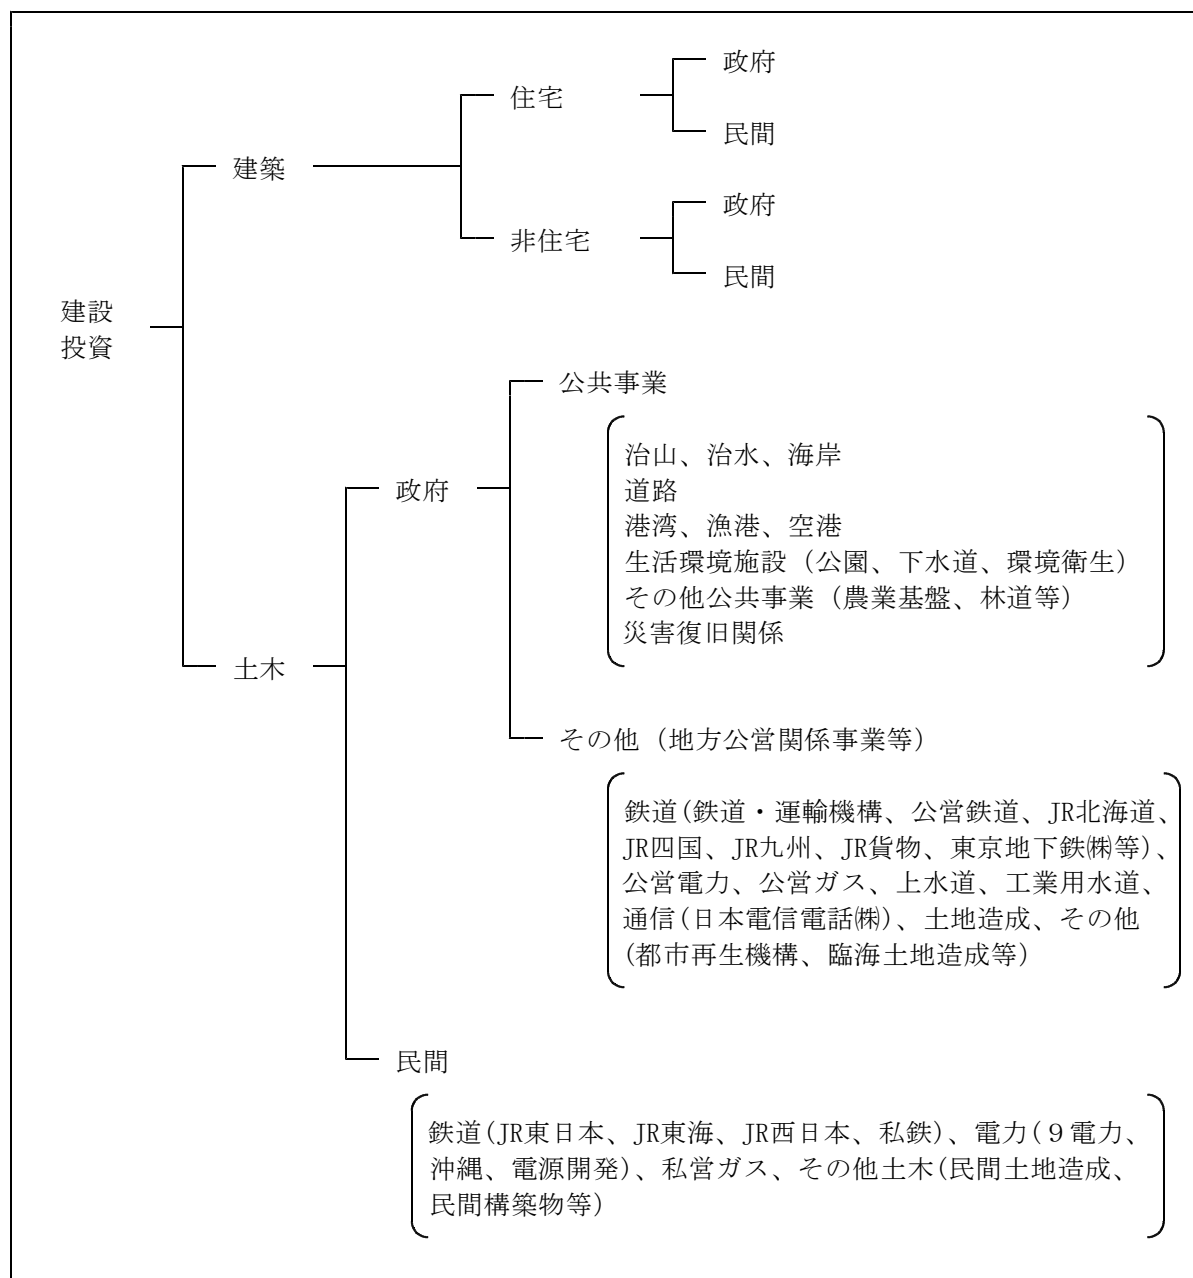 政府
住宅
民間
建築
政府
非住宅
民間
建設
投資
公共事業
治山、治水、海岸
道路
港湾、漁港、空港
生活環境施設（公園、下水道、環境衛生）
その他公共事業（農業基盤、林道等）
災害復旧関係
政府
土木
その他（地方公営関係事業等）
鉄道(鉄道・運輸機構、公営鉄道、JR北海道、
JR四国、JR九州、JR貨物、東京地下鉄㈱等)、
公営電力、公営ガス、上水道、工業用水道、
通信(日本電信電話㈱)、土地造成、その他
(都市再生機構、臨海土地造成等)
民間
鉄道(JR東日本、JR東海、JR西日本、私鉄)、電力(９電力、
沖縄、電源開発)、私営ガス、その他土木(民間土地造成、
民間構築物等)